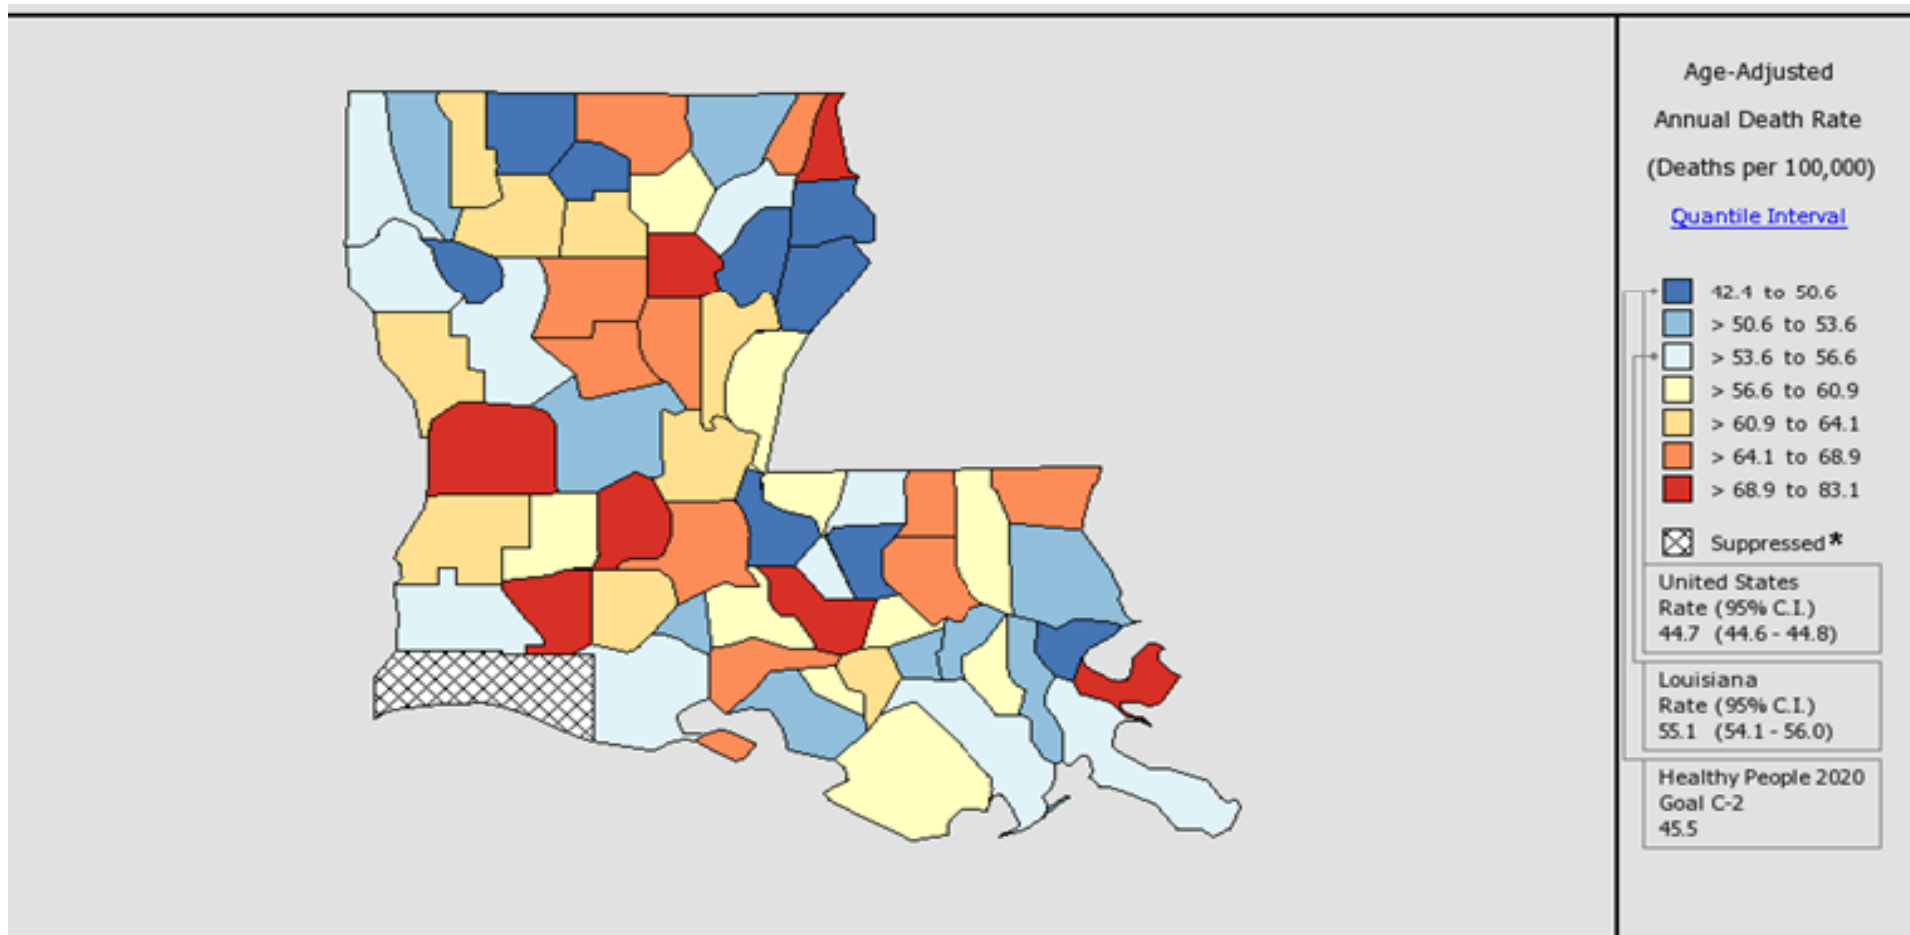 Age-Adjusted
Annual Death Rate
(Deaths per 100,000)
Quantile Interval
42.4 to 50.6
> 50.6 to 53.6
> 53.6 to 56.6
> 56.6 to 60.9
> 60.9 to 64.1
> 64.1 to 68.9
> 68.9 to 83.1
Suppressed*
United States
Rate (95% C.I.)
44.7 (44.6 - 44.8)
Louisiana
Rate (95% C.I.)
55.1 (54.1 - 56.0)
Healthy People 2020
Goal C-2
45.5